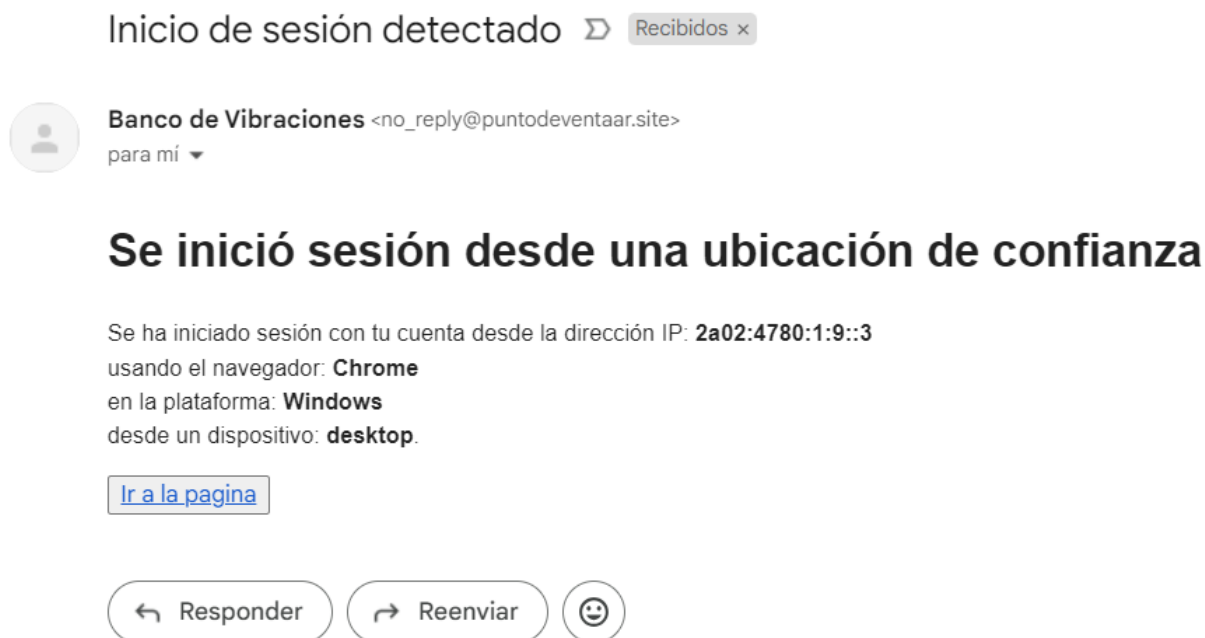 Inicio de sesión detectado Recibidos ×
Banco de Vibraciones <no_reply@puntodeventaar.site>
para mí
Se inició sesión desde una ubicación de confianza
Se ha iniciado sesión con tu cuenta desde la dirección IP: 2a02:4780:1:9::3
usando el navegador: Chrome
en la plataforma: Windows
desde un dispositivo: desktop.
Ir a la pagina
Responder Reenviar